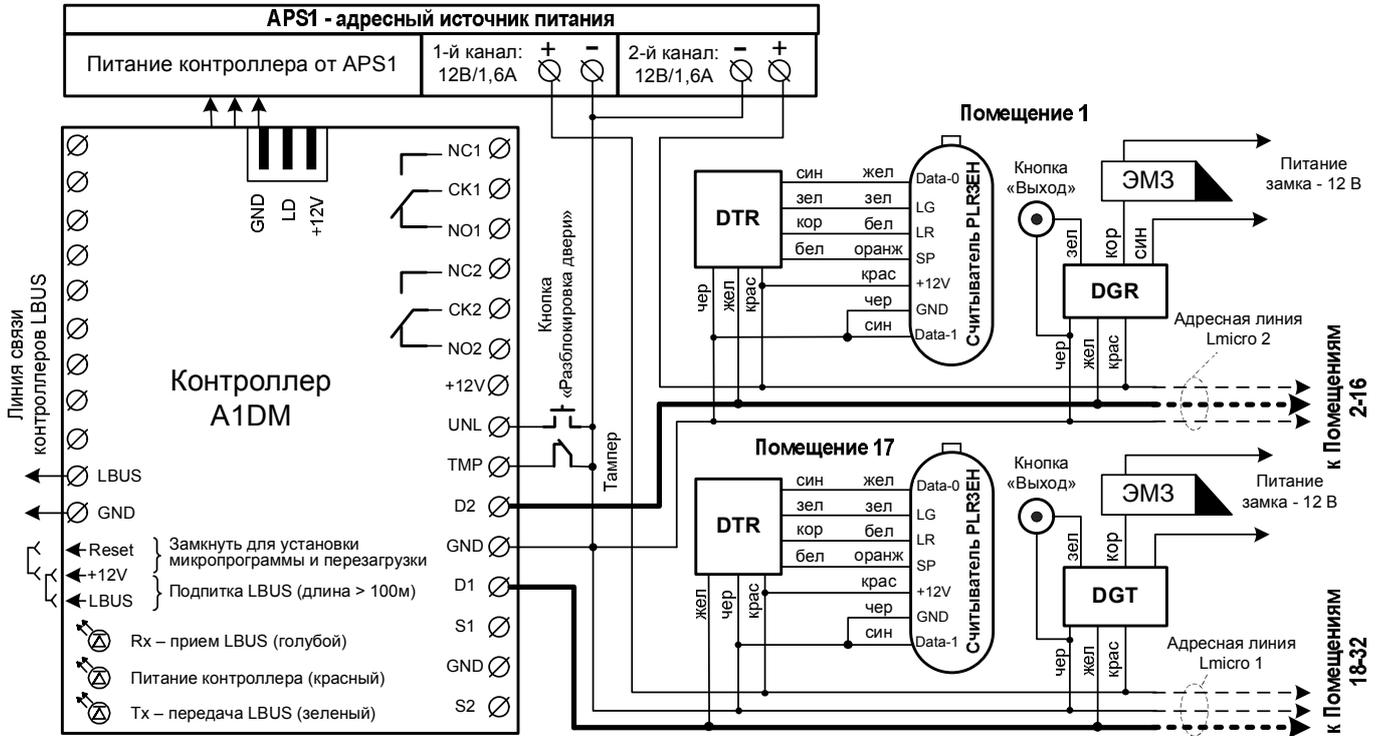 APS1 - адресный источник питания
Питание контроллера от APS1
1-й канал:
12В/1,6А
+
−
2-й канал:
12В/1,6А
−
+
GND
LD
+12V
NC1
CK1
NO1
NC2
CK2
NO2
+12V
UNL
TMP
D2
GND
D1
S1
GND
S2
Контроллер
A1DM
Линия связи
контроллеров LBUS
LBUS
GND
Reset
+12V
LBUS
Замкнуть для установки
микропрограммы и перезагрузки
Подпитка LBUS (длина > 100м)
Rx – прием LBUS (голубой)
Питание контроллера (красный)
Tx – передача LBUS (зеленый)
Кнопка
«Разблокировка двери»
Тампер
Помещение 1
DTR
син
зел
кор
бел
жел
зел
бел
оранж
крас
чер
син
чер
жел
крас
Data-0
LG
LR
SP
+12V
GND
Data-1
Считыватель PLR3EH
Кнопка
«Выход»
ЭМЗ
Питание
замка - 12 В
зел
кор
син
DGR
чер
жел
крас
Адресная линия
Lmicro 2
к Помещениям
2-16
Помещение 17
DTR
син
зел
кор
бел
жел
зел
бел
оранж
крас
чер
син
жел
чер
крас
Data-0
LG
LR
SP
+12V
GND
Data-1
Считыватель PLR3EH
Кнопка
«Выход»
ЭМЗ
Питание
замка - 12 В
зел
кор
DGT
чер
жел
крас
Адресная линия
Lmicro 1
к Помещениям
18-32